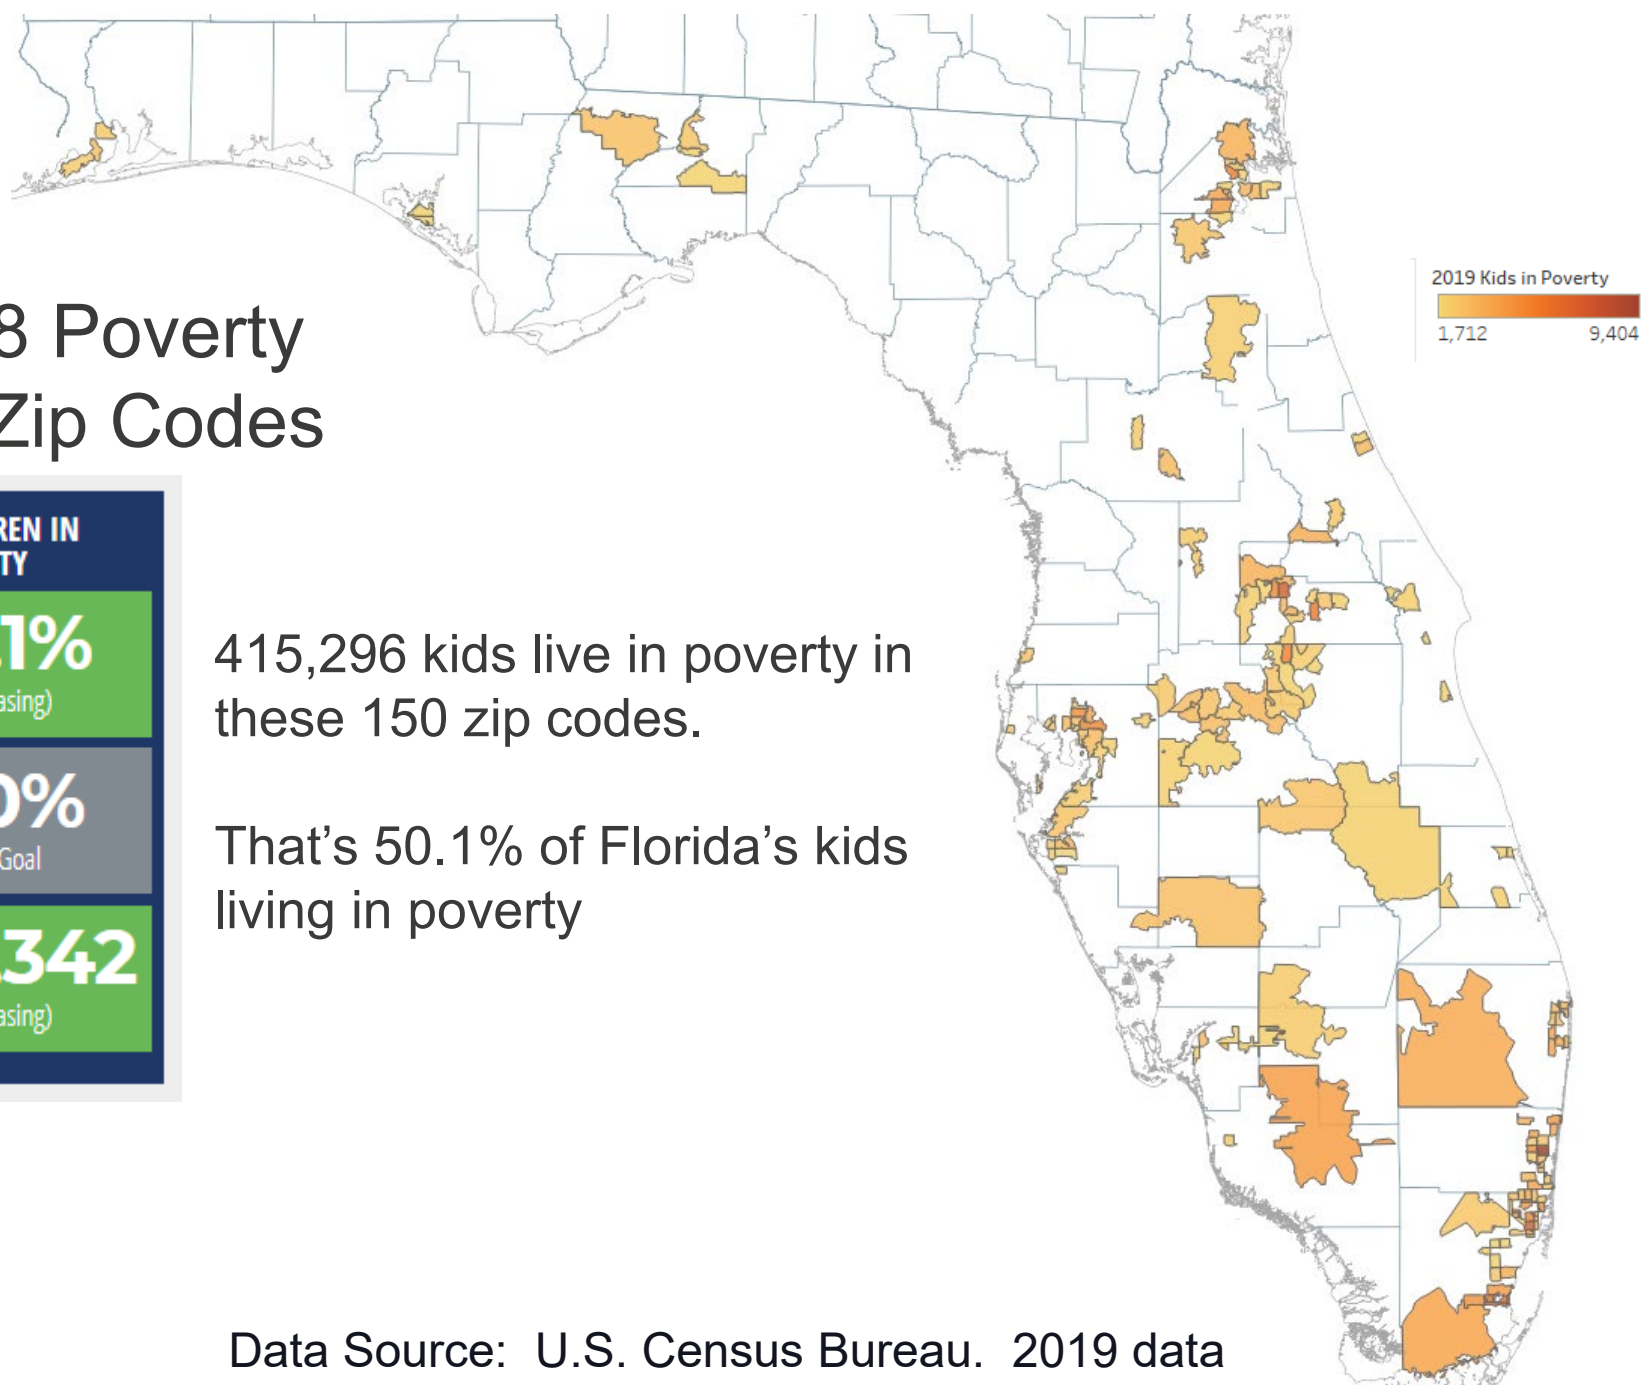 8 Poverty
Zip Codes
REN IN
TY
.1%
asing)
0%
Goal
.342
asing)
415,296 kids live in poverty in
these 150 zip codes.
That’s 50.1% of Florida’s kids
living in poverty
2019 Kids in Poverty
1,712 9,404
Data Source: U.S. Census Bureau. 2019 data